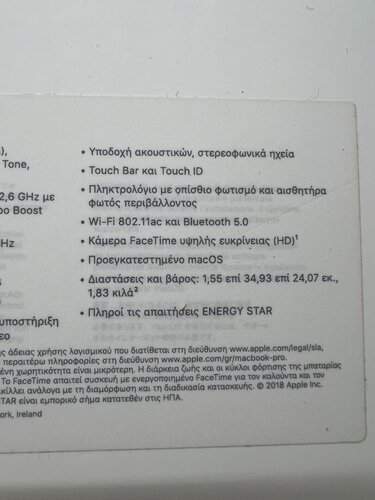 ),
Tone,
2,6 GHz με
bo Boost
Hz
υποστήριξη
εο
• Υποδοχή ακουστικών, στερεοφωνικά ηχεία
• Touch Bar και Touch ID
• Πληκτρολόγιο με οπίσθιο φωτισμό και αισθητήρα
φωτός περιβάλλοντος
• Wi-Fi 802.11ac και Bluetooth 5.0
• Κάμερα FaceTime υψηλής ευκρίνειας (HD)¹
• Προεγκατεστημένο macOS
• Διαστάσεις και βάρος: 1,55 επί 34,93 επί 24,07 εκ.,
1,83 κιλά²
• Πληροί τις απαιτήσεις ENERGY STAR
ς άδειας χρήσης λογισμικού που διατίθεται στη διεύθυνση www.apple.com/legal/sla,
περαιτέρω πληροφορίες στη διεύθυνση www.apple.com/gr/macbook-pro.
ένη χωρητικότητα είναι μικρότερη. Η διάρκεια ζωής και οι κύκλοι φόρτισης της μπαταρίας
Το FaceTime απαιτεί συσκευή με ενεργοποιημένο FaceTime για τον καλούντα και τον
ικίλλει ανάλογα με τη διαμόρφωση και τη διαδικασία κατασκευής. © 2018 Apple Inc.
STAR είναι εμπορικό σήμα κατατεθέν στις ΗΠΑ.
ork, Ireland